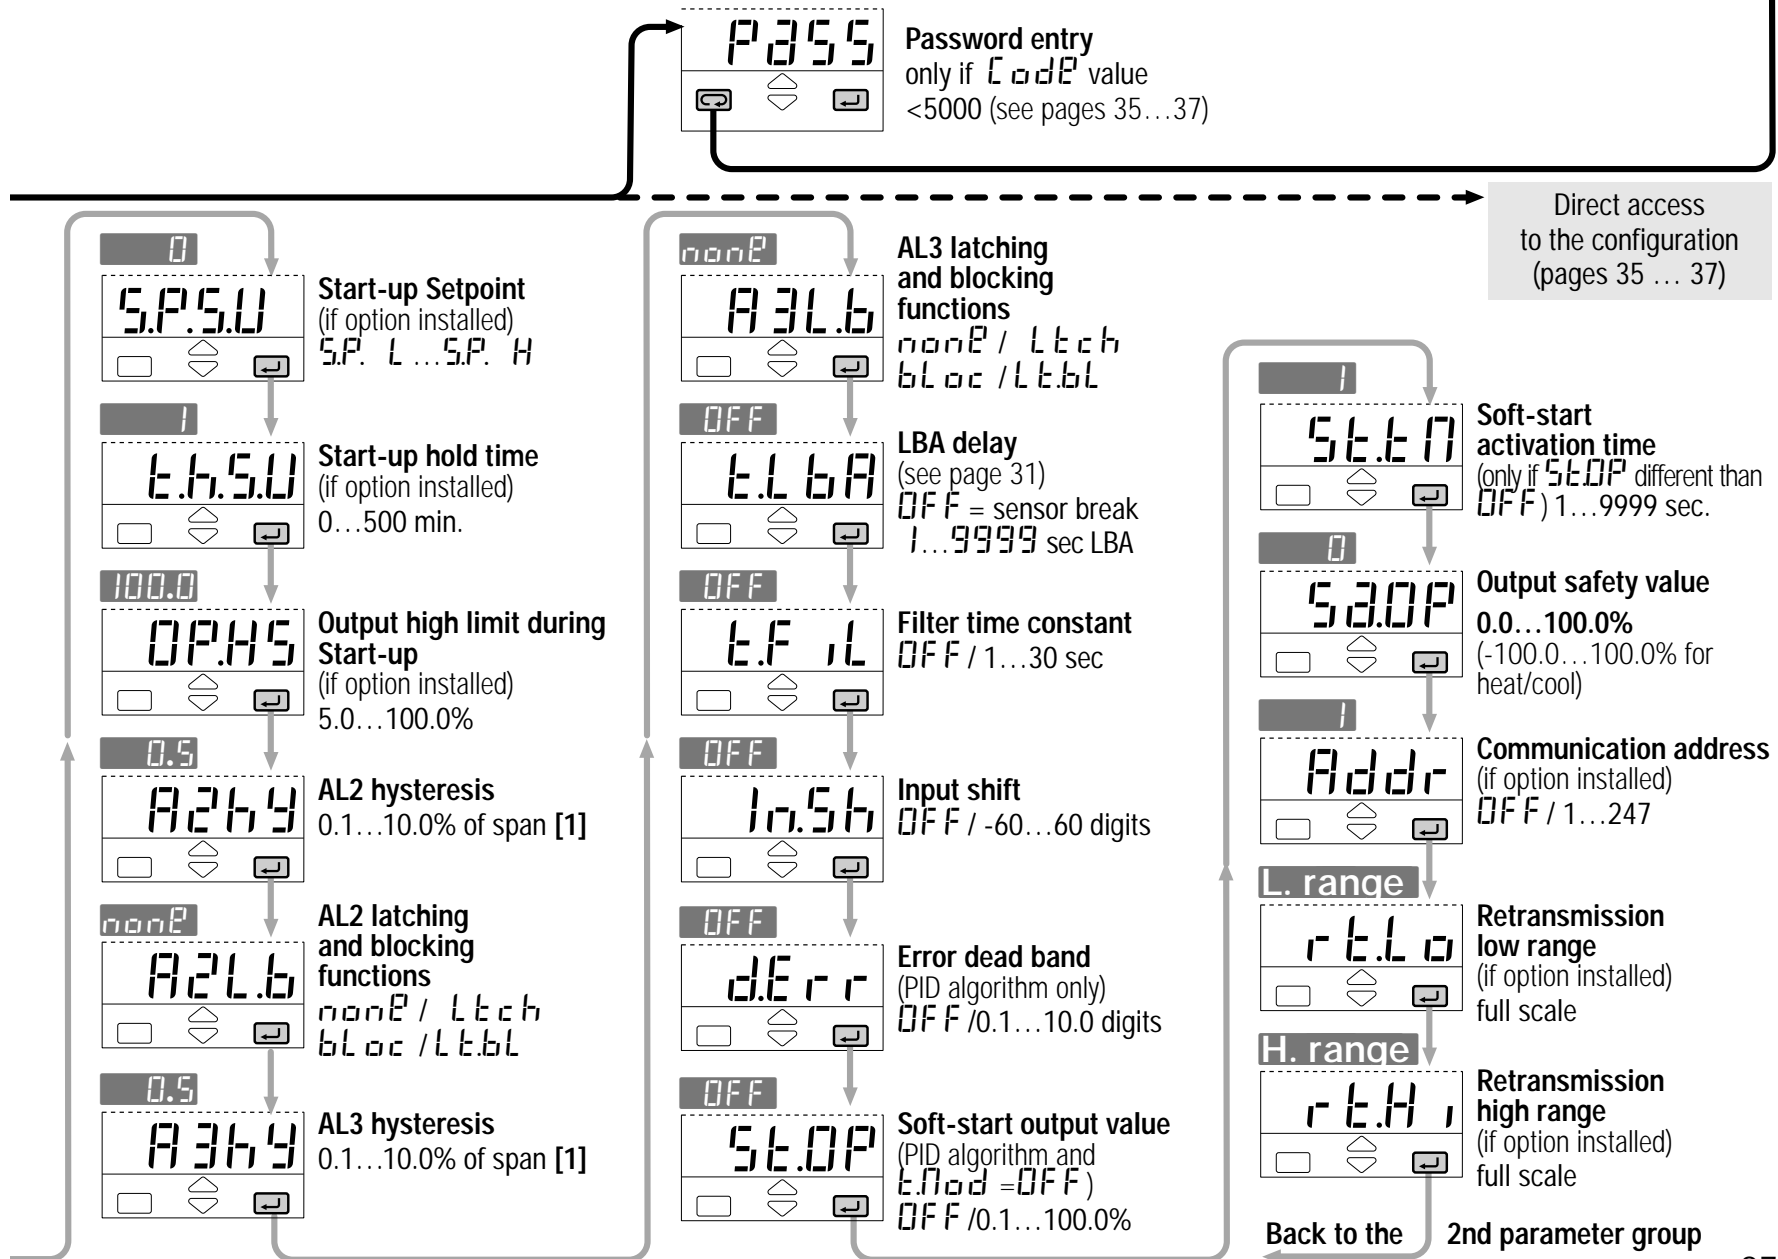 PASS
Password entry
only if CodE value
<5000 (see pages 35…37)
Direct access
to the configuration
(pages 35 … 37)
0
S.P.S.U
Start-up Setpoint
(if option installed)
S.P. L …S.P. H
1
t.h.S.U
Start-up hold time
(if option installed)
0…500 min.
100.0
OP.HS
Output high limit during
Start-up
(if option installed)
5.0…100.0%
0.5
A2hy
AL2 hysteresis
0.1…10.0% of span [1]
nonE
A2L.b
AL2 latching
and blocking
functions
nonE / Ltch
bLoc /Lt.bL
0.5
A3hy
AL3 hysteresis
0.1…10.0% of span [1]
nonE
A3L.b
AL3 latching
and blocking
functions
nonE / Ltch
bLoc /Lt.bL
OFF
t.LbA
LBA delay
(see page 31)
OFF = sensor break
1…9999 sec LBA
OFF
t.FiL
Filter time constant
OFF / 1…30 sec
OFF
In.Sh
Input shift
OFF / -60…60 digits
OFF
d.Err
Error dead band
(PID algorithm only)
OFF /0.1…10.0 digits
OFF
St.OP
Soft-start output value
(PID algorithm and
t.Mod =OFF )
OFF /0.1…100.0%
1
St.tM
Soft-start
activation time
(only if St.OP different than
OFF ) 1…9999 sec.
0
SA.OP
Output safety value
0.0…100.0%
(-100.0…100.0% for
heat/cool)
1
Addr
Communication address
(if option installed)
OFF / 1…247
L. range
rt.Lo
Retransmission
low range
(if option installed)
full scale
H. range
rt.Hi
Retransmission
high range
(if option installed)
full scale
Back to the 2nd parameter group